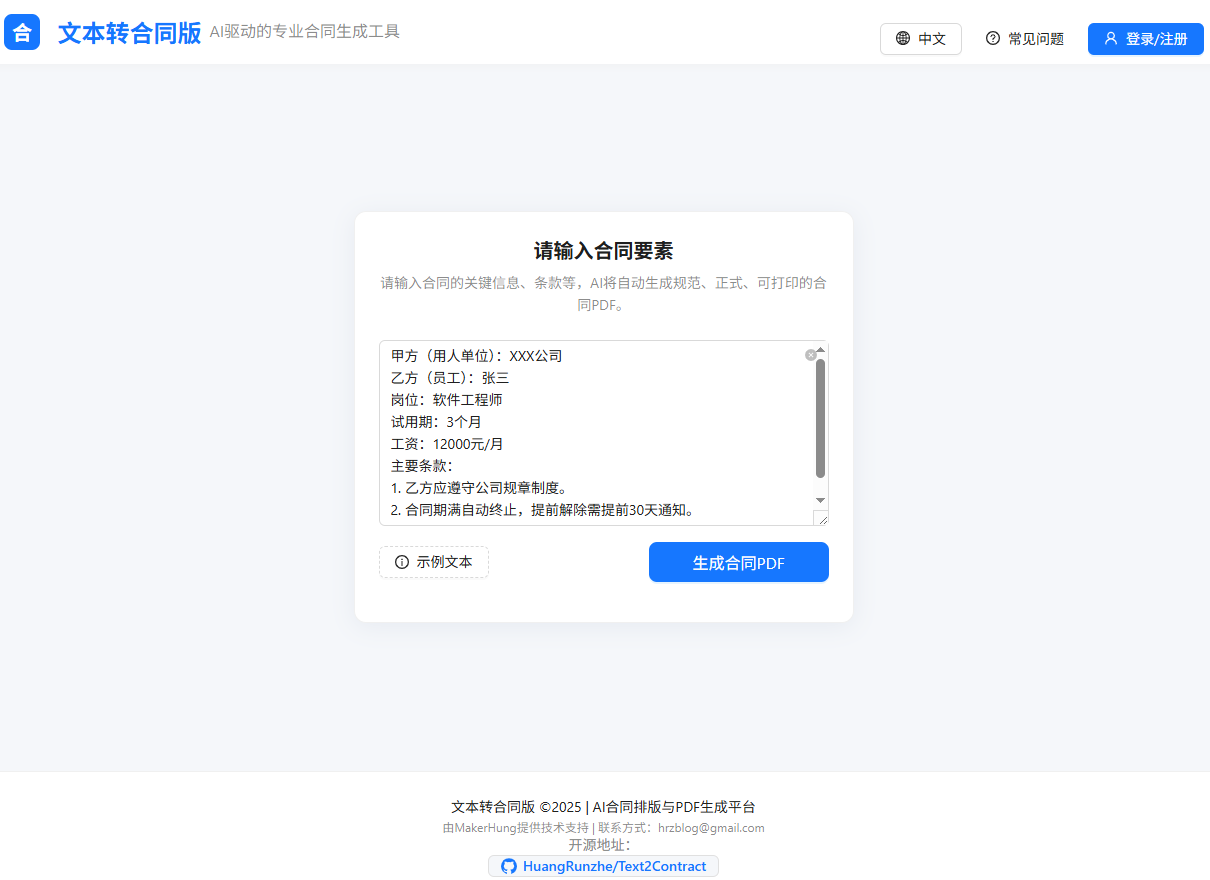 合 文本转合同版 AI驱动的专业合同生成工具 中文 常见问题 登录/注册
请输入合同要素
请输入合同的关键信息、条款等，AI将自动生成规范、正式、可打印的合
同PDF。
甲方（用人单位）：XXX公司
乙方（员工）：张三
岗位：软件工程师
试用期：3个月
工资：12000元/月
主要条款：
1. 乙方应遵守公司规章制度。
2. 合同期满自动终止，提前解除需提前30天通知。
示例文本 生成合同PDF
文本转合同版 ©2025 | AI合同排版与PDF生成平台
由MakerHung提供技术支持 | 联系方式：hrzblog@gmail.com
开源地址：
HuangRunzhe/Text2Contract